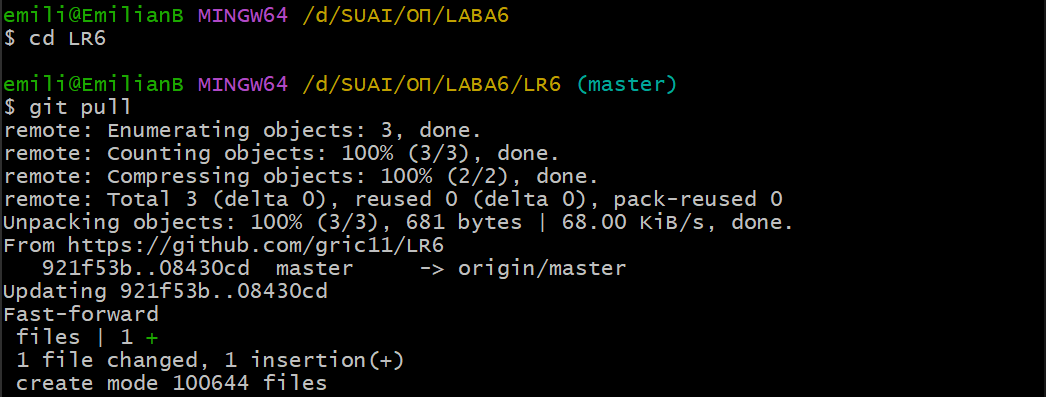 emili@EmilianB MINGW64 /d/SUAI/ОП/LABA6
$ cd LR6
emili@EmilianB MINGW64 /d/SUAI/ОП/LABA6/LR6 (master)
$ git pull
remote: Enumerating objects: 3, done.
remote: Counting objects: 100% (3/3), done.
remote: Compressing objects: 100% (2/2), done.
remote: Total 3 (delta 0), reused 0 (delta 0), pack-reused 0
Unpacking objects: 100% (3/3), 681 bytes | 68.00 KiB/s, done.
From https://github.com/gric11/LR6
   921f53b..08430cd  master     -> origin/master
Updating 921f53b..08430cd
Fast-forward
 files | 1 +
 1 file changed, 1 insertion(+)
 create mode 100644 files